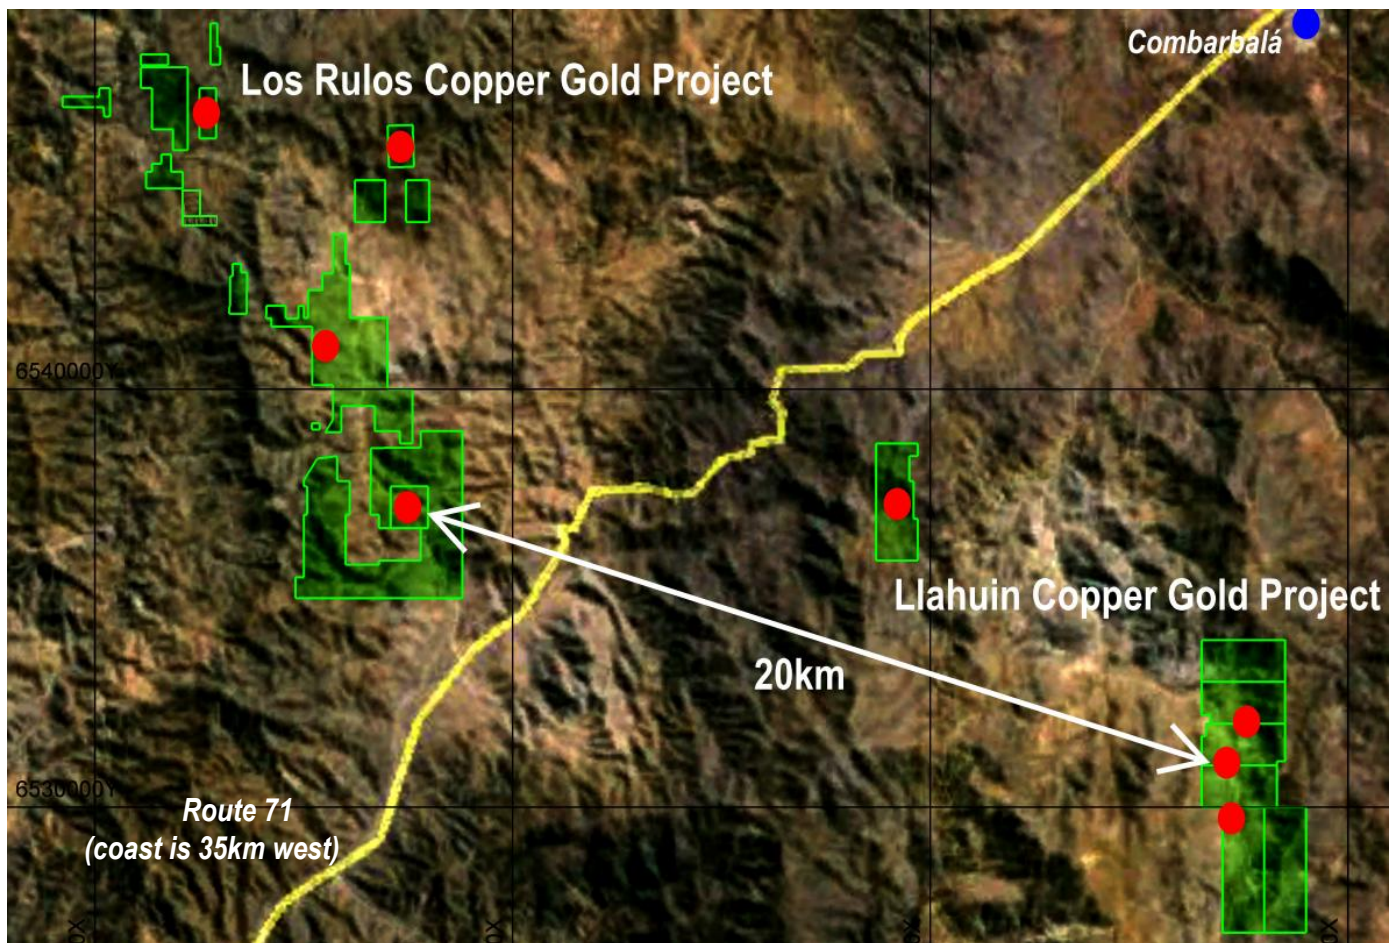 Combarbalá
Los Rulos Copper Gold Project
6540000Y
Llahuin Copper Gold Project
20km
6530000Y
Route 71
(coast is 35km west)